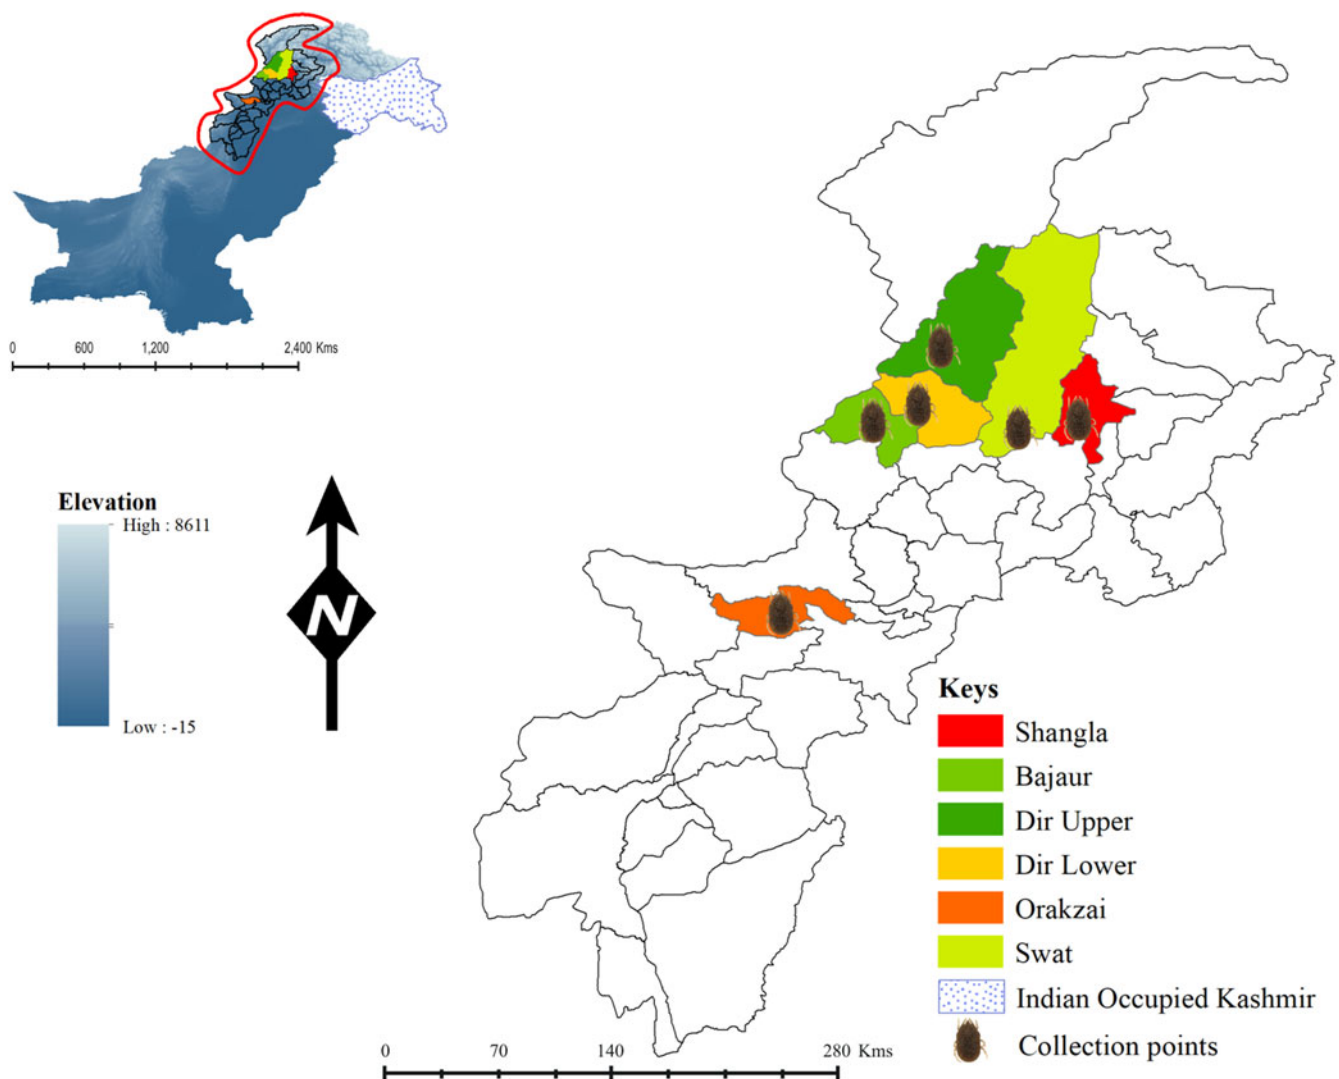 0 600 1,200 2,400 Kms
Elevation
High : 8611
Low : -15
N
Keys
Shangla
Bajaur
Dir Upper
Dir Lower
Orakzai
Swat
Indian Occupied Kashmir
Collection points
0 70 140 280 Kms